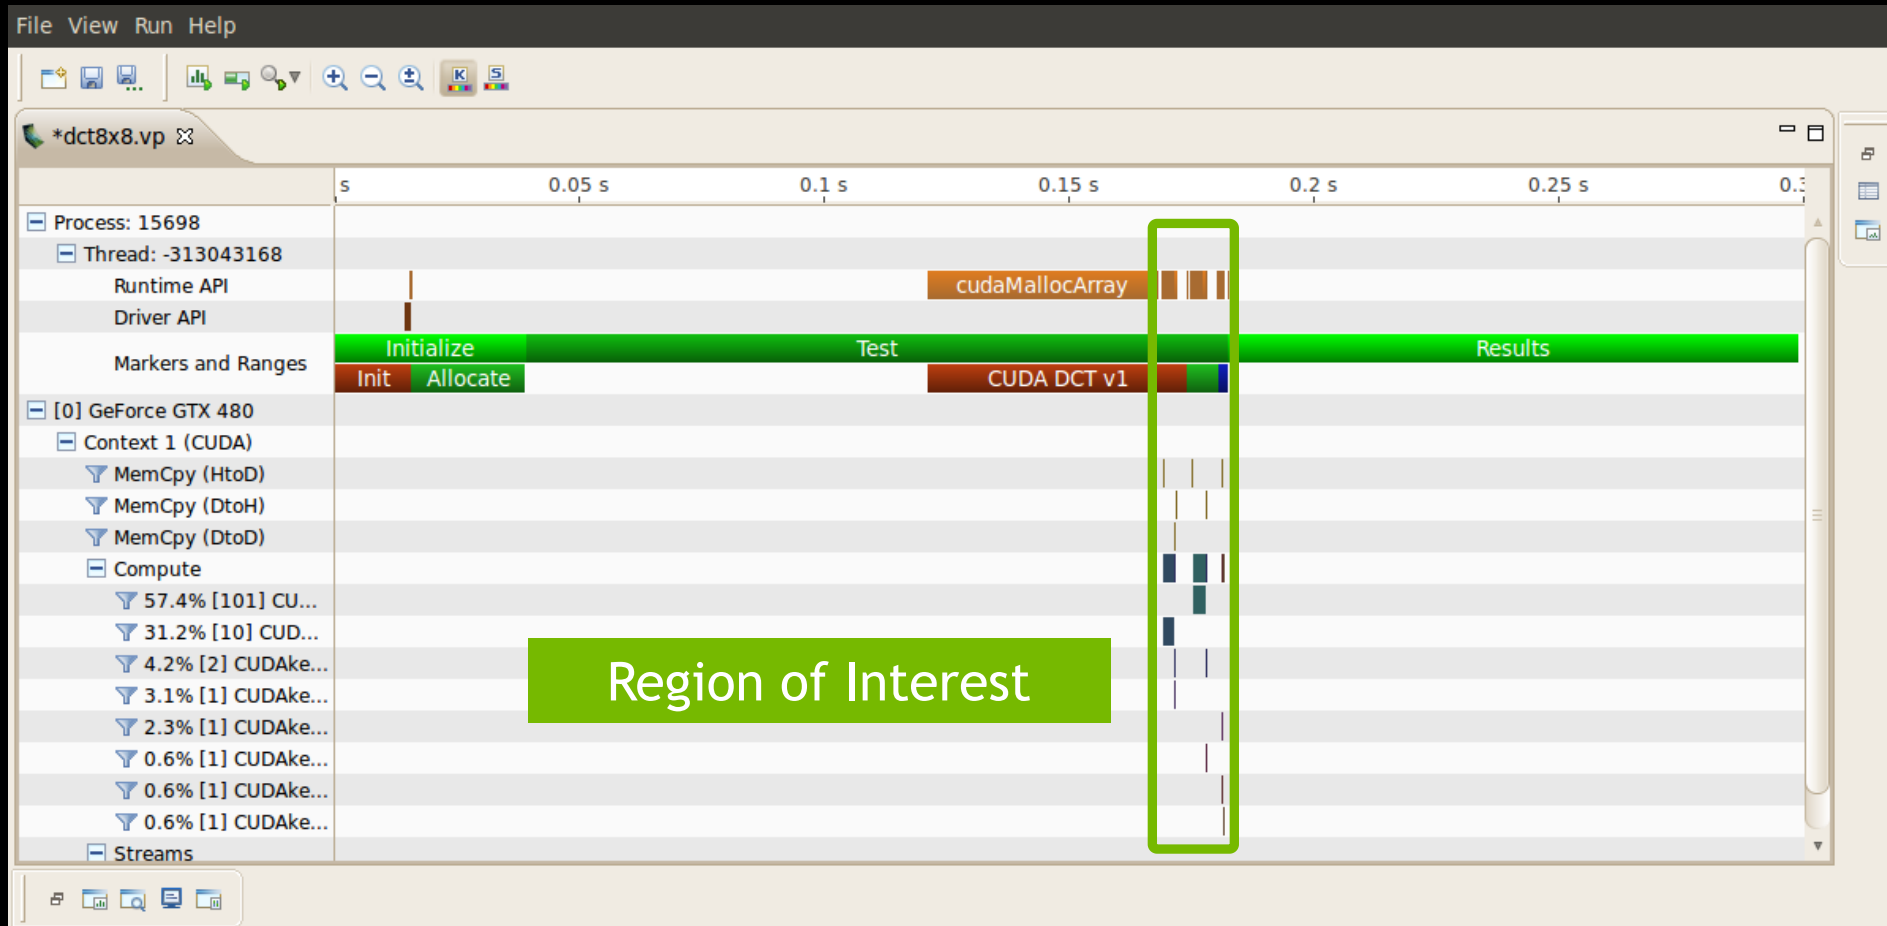 File View Run Help
K S
*dct8x8.vp
s 0.05 s 0.1 s 0.15 s 0.2 s 0.25 s 0.3
Process: 15698
Thread: -313043168
Runtime API cudaMallocArray
Driver API
Markers and Ranges
Initialize Test Results
Init Allocate CUDA DCT v1
[0] GeForce GTX 480
Context 1 (CUDA)
MemCpy (HtoD)
MemCpy (DtoH)
MemCpy (DtoD)
Compute
57.4% [101] CU...
31.2% [10] CUD...
4.2% [2] CUDAke...
3.1% [1] CUDAke...
2.3% [1] CUDAke...
0.6% [1] CUDAke...
0.6% [1] CUDAke...
0.6% [1] CUDAke...
Streams
Region of Interest